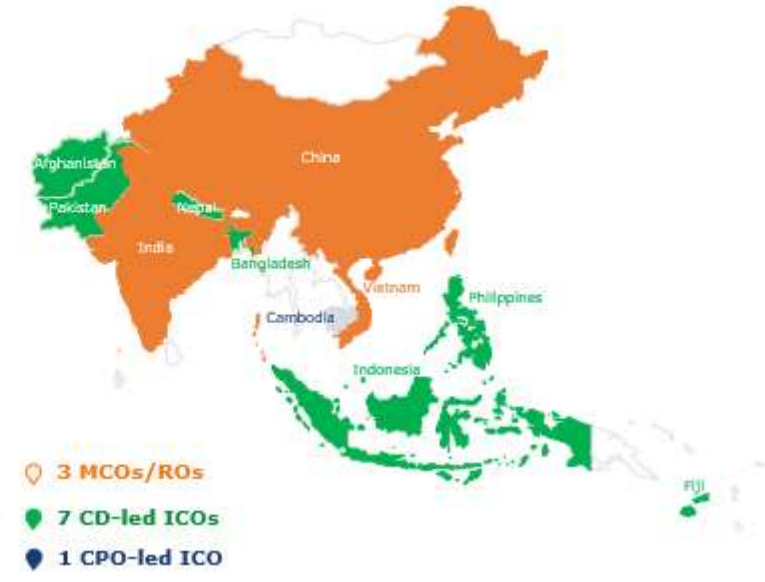 China
Afghanistan
Pakistan
Nepal
India
Bangladesh
Vietnam
Philippines
Cambodia
Indonesia
Fiji
3 MCOs/ROs
7 CD-led ICOs
1 CPO-led ICO